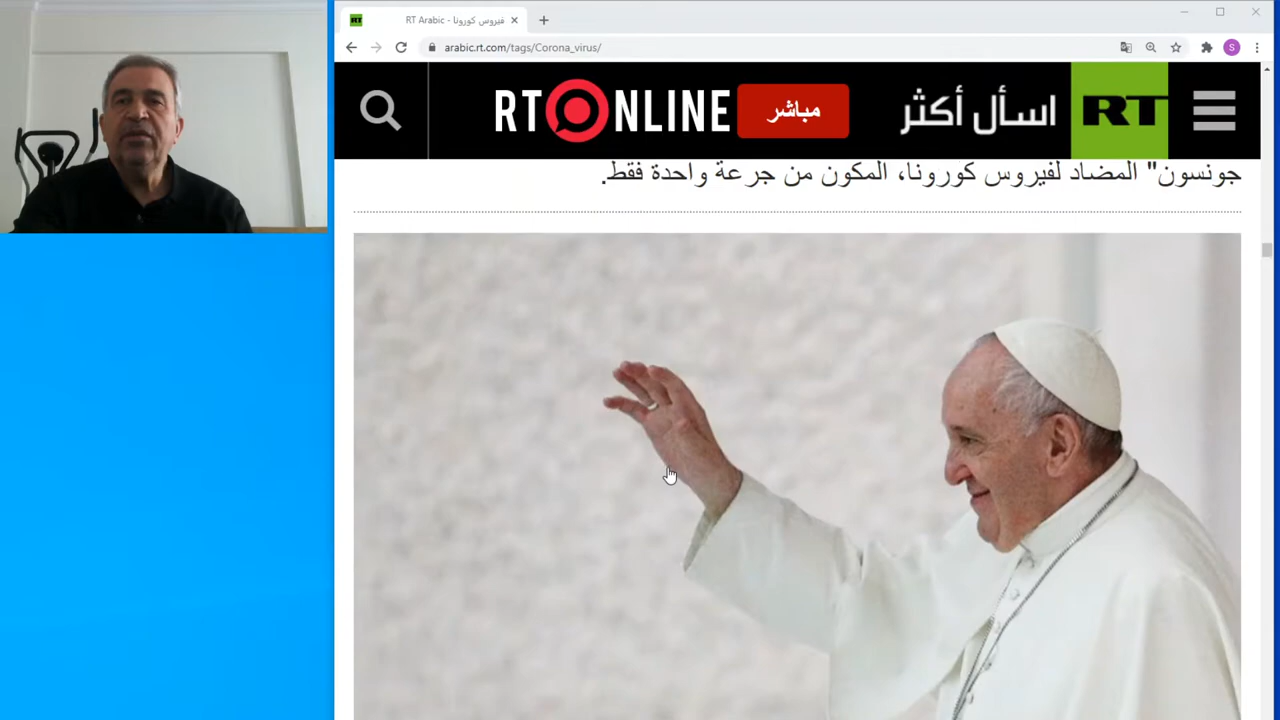 فيروس كورونا - RT Arabic
arabic.rt.com/tags/Corona_virus/
S
RT ONLINE
مباشر
اسأل أكثر
RT
جونسون" المضاد لفيروس كورونا، المكون من جرعة واحدة فقط.